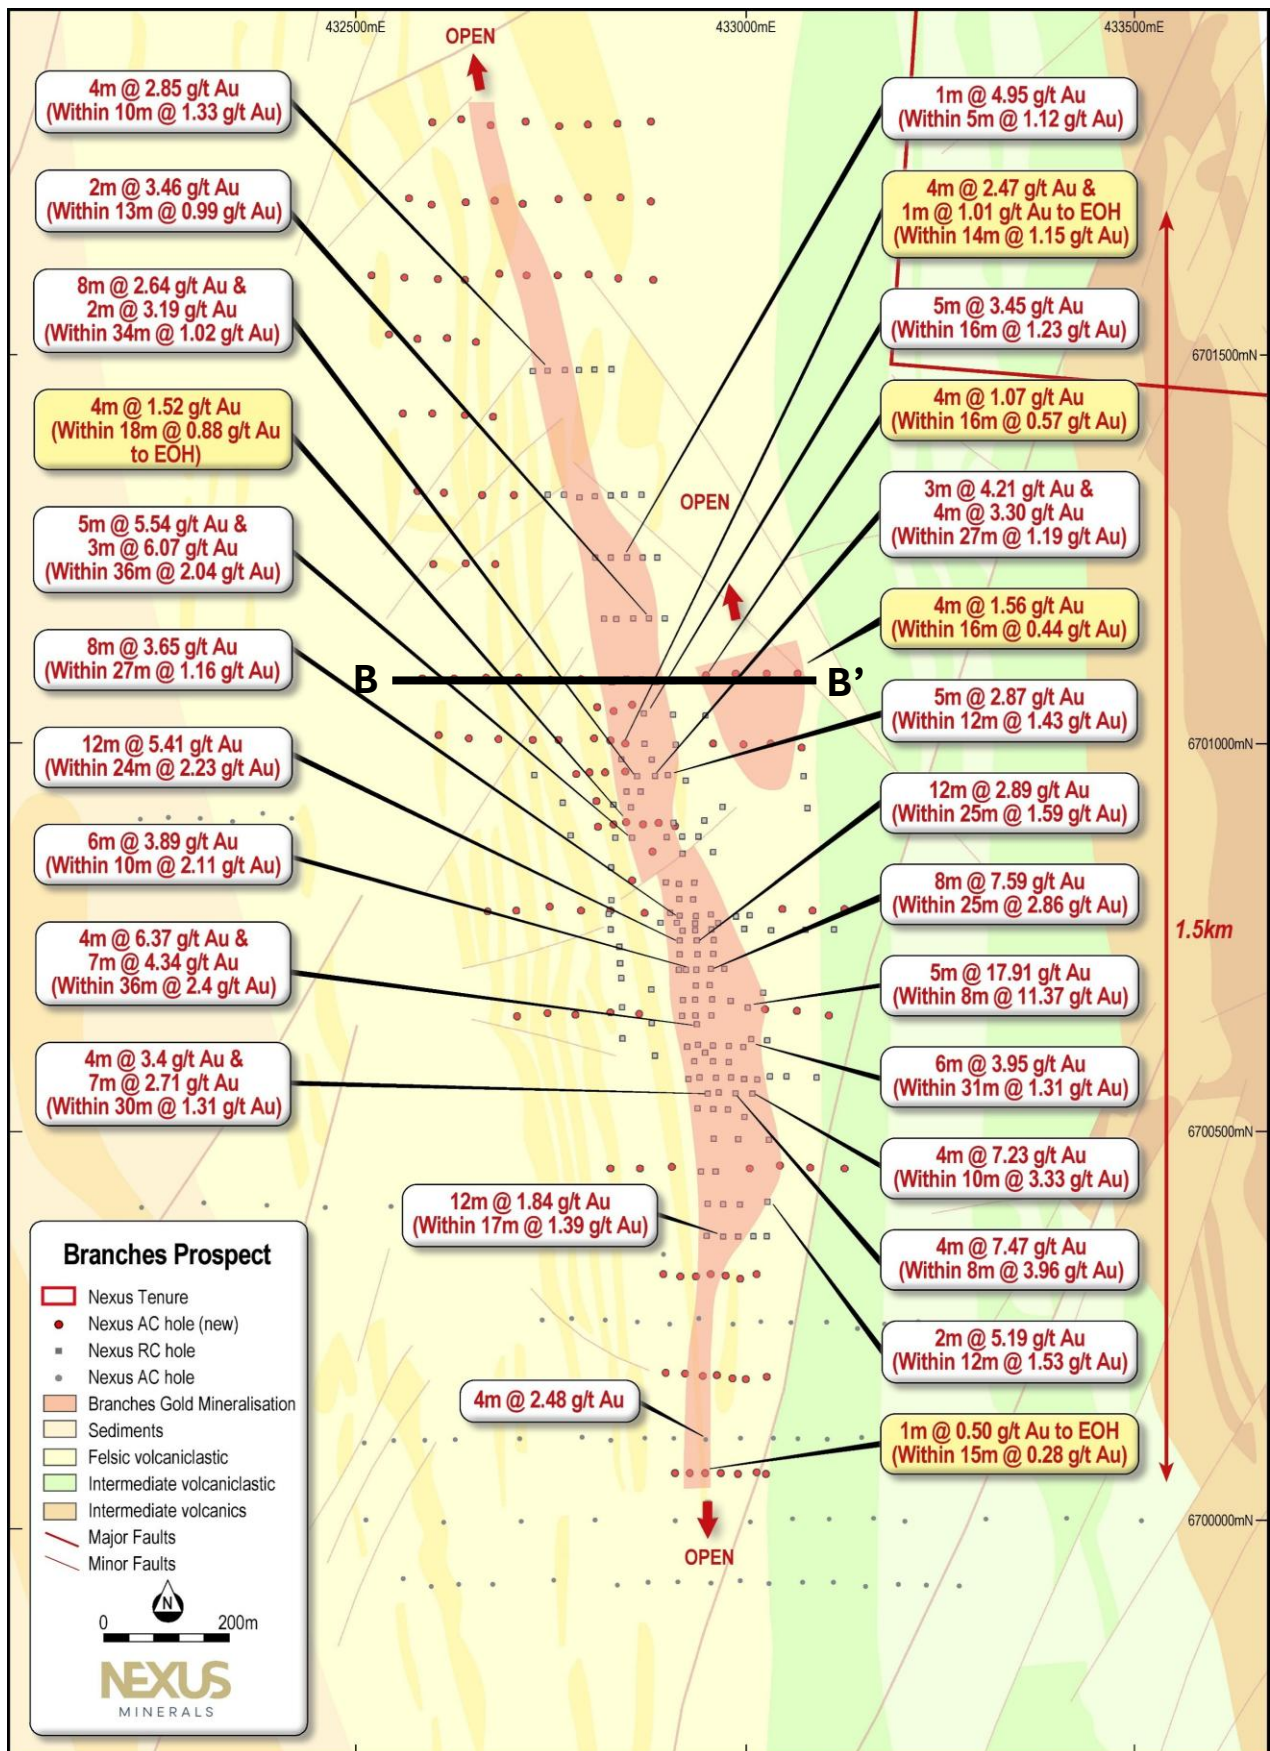 432500mE
433000mE
433500mE
OPEN
4m @ 2.85 g/t Au
(Within 10m @ 1.33 g/t Au)
2m @ 3.46 g/t Au
(Within 13m @ 0.99 g/t Au)
8m @ 2.64 g/t Au &
2m @ 3.19 g/t Au
(Within 34m @ 1.02 g/t Au)
4m @ 1.52 g/t Au
(Within 18m @ 0.88 g/t Au
to EOH)
5m @ 5.54 g/t Au &
3m @ 6.07 g/t Au
(Within 36m @ 2.04 g/t Au)
8m @ 3.65 g/t Au
(Within 27m @ 1.16 g/t Au)
12m @ 5.41 g/t Au
(Within 24m @ 2.23 g/t Au)
6m @ 3.89 g/t Au
(Within 10m @ 2.11 g/t Au)
4m @ 6.37 g/t Au &
7m @ 4.34 g/t Au
(Within 36m @ 2.4 g/t Au)
4m @ 3.4 g/t Au &
7m @ 2.71 g/t Au
(Within 30m @ 1.31 g/t Au)
OPEN
B
B’
12m @ 1.84 g/t Au
(Within 17m @ 1.39 g/t Au)
4m @ 2.48 g/t Au
OPEN
1m @ 4.95 g/t Au
(Within 5m @ 1.12 g/t Au)
4m @ 2.47 g/t Au &
1m @ 1.01 g/t Au to EOH
(Within 14m @ 1.15 g/t Au)
5m @ 3.45 g/t Au
(Within 16m @ 1.23 g/t Au)
4m @ 1.07 g/t Au
(Within 16m @ 0.57 g/t Au)
3m @ 4.21 g/t Au &
4m @ 3.30 g/t Au
(Within 27m @ 1.19 g/t Au)
4m @ 1.56 g/t Au
(Within 16m @ 0.44 g/t Au)
5m @ 2.87 g/t Au
(Within 12m @ 1.43 g/t Au)
12m @ 2.89 g/t Au
(Within 25m @ 1.59 g/t Au)
8m @ 7.59 g/t Au
(Within 25m @ 2.86 g/t Au)
5m @ 17.91 g/t Au
(Within 8m @ 11.37 g/t Au)
6m @ 3.95 g/t Au
(Within 31m @ 1.31 g/t Au)
4m @ 7.23 g/t Au
(Within 10m @ 3.33 g/t Au)
4m @ 7.47 g/t Au
(Within 8m @ 3.96 g/t Au)
2m @ 5.19 g/t Au
(Within 12m @ 1.53 g/t Au)
1m @ 0.50 g/t Au to EOH
(Within 15m @ 0.28 g/t Au)
6701500mN
6701000mN
1.5km
6700500mN
6700000mN
Branches Prospect
Nexus Tenure
Nexus AC hole (new)
Nexus RC hole
Nexus AC hole
Branches Gold Mineralisation
Sediments
Felsic volcaniclastic
Intermediate volcaniclastic
Intermediate volcanics
Major Faults
Minor Faults
N
0 200m
NEXUS
MINERALS